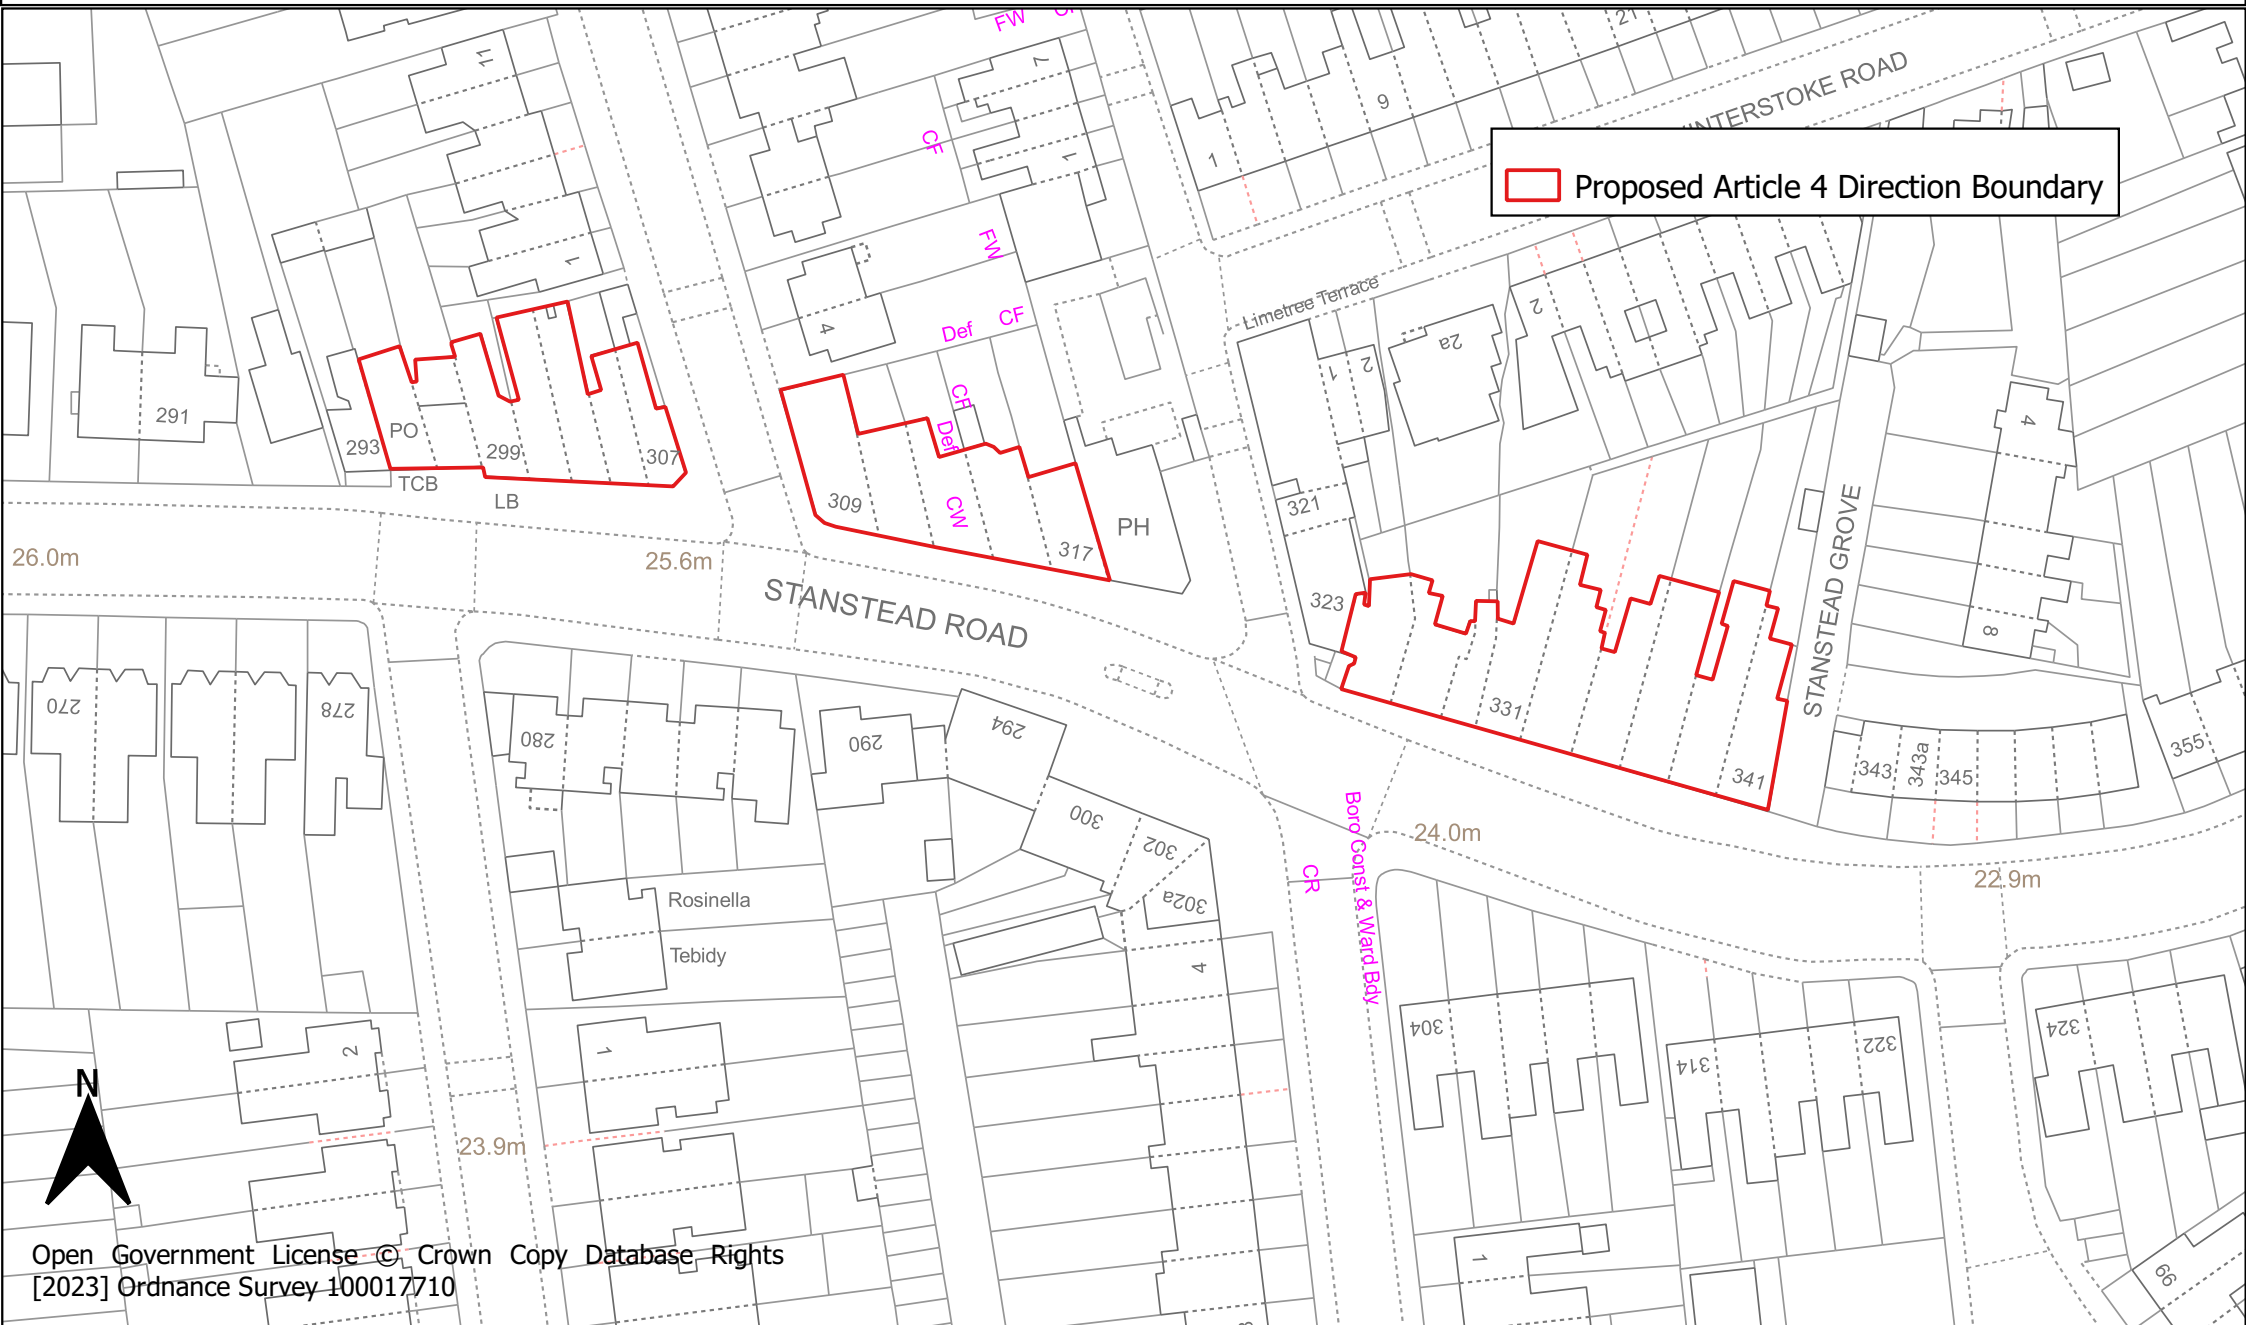 FW
21
11
7
CF
9
1
1
WINTERSTOKE ROAD
Proposed Article 4 Direction Boundary
1
FW
4
Def
CF
Limetree Terrace
2
2a
1
2
CF
Def
291
293
PO
299
307
TCB
LB
309
CW
317
PH
321
323
4
8
STANSTEAD GROVE
26.0m
25.6m
STANSTEAD ROAD
331
341
343
343a
345
355
270
278
280
290
294
300
302
302a
24.0m
22.9m
Boro Const & Ward Bdy
CR
Rosinella
Tebidy
4
304
314
322
324
2
1
N
23.9m
1
66
Open Government License © Crown Copy Database Rights
[2023] Ordnance Survey 100017710